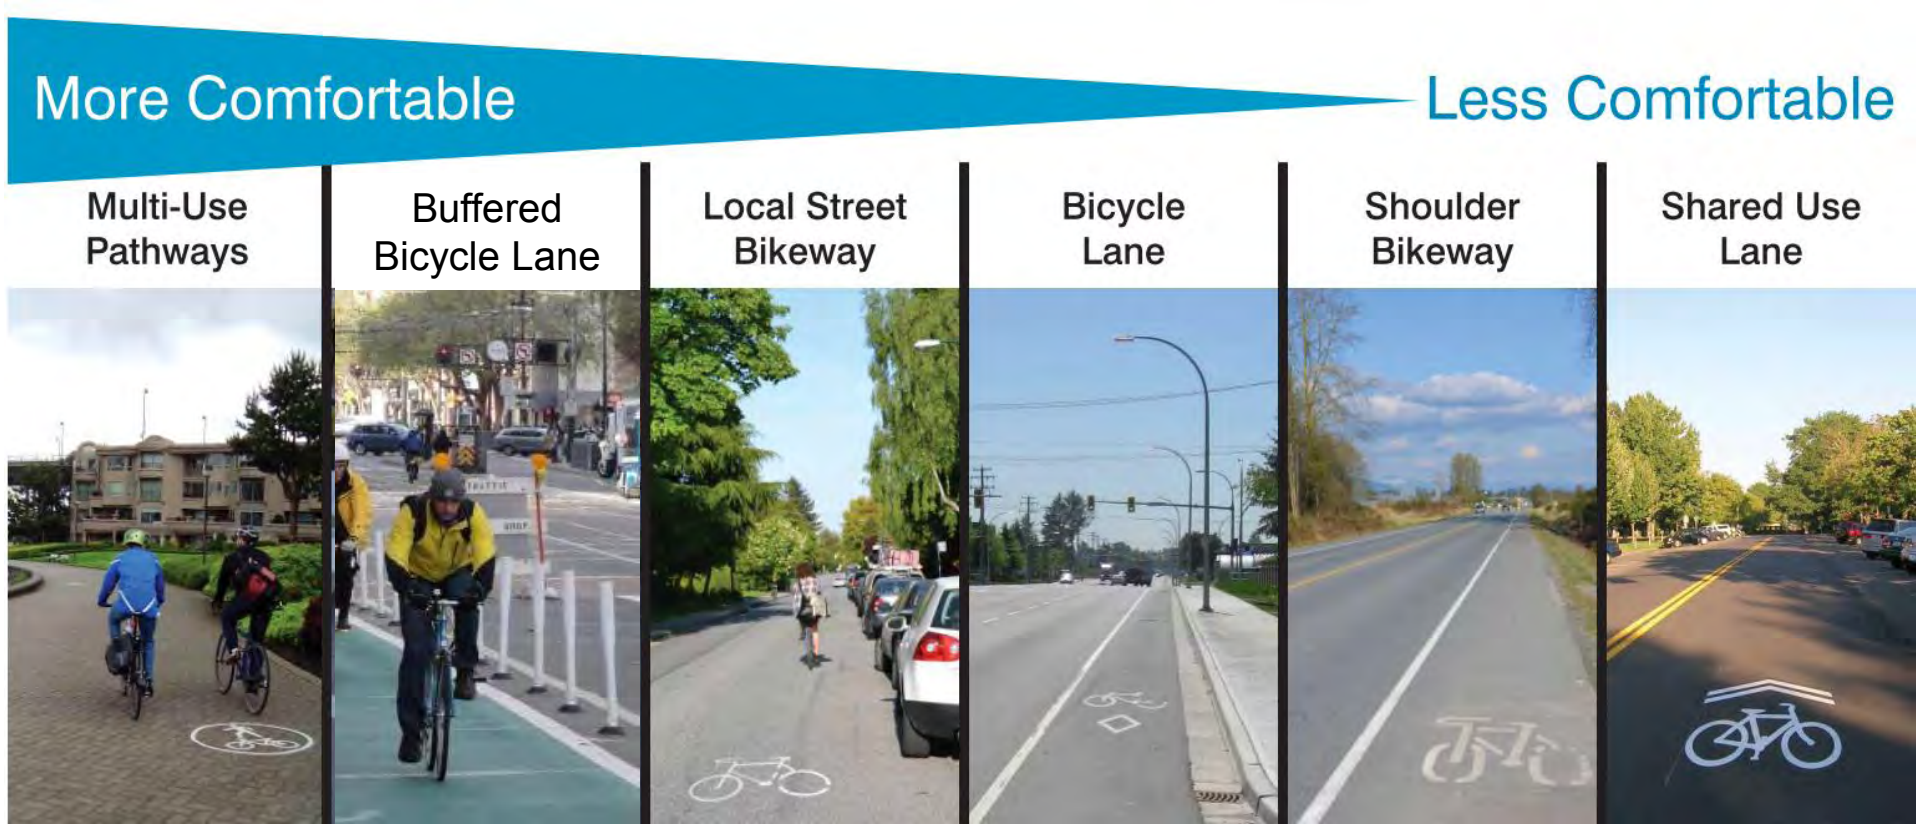 More Comfortable
Less Comfortable
Multi-Use
Pathways
Buffered
Bicycle Lane
Local Street
Bikeway
Bicycle
Lane
Shoulder
Bikeway
Shared Use
Lane